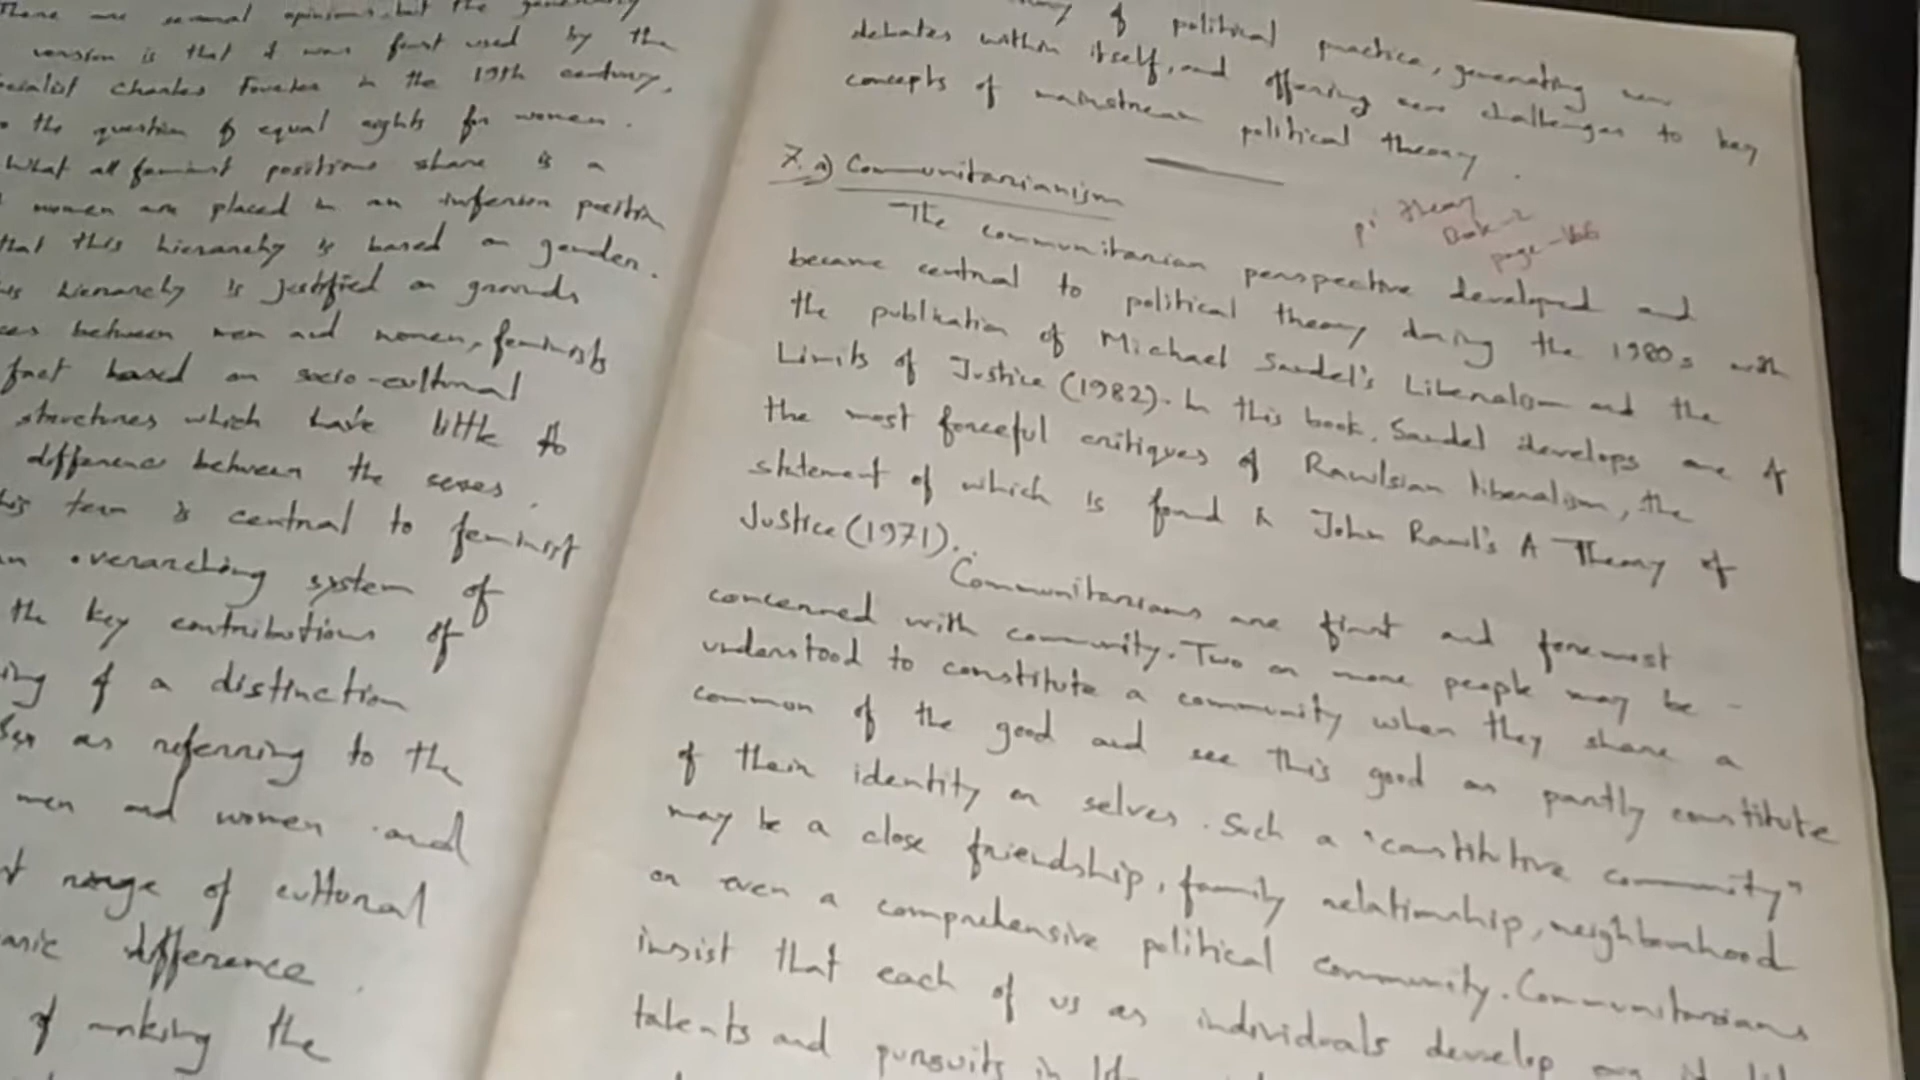 There are several opinions, but the generally
version is that it was first used by the
socialist Charles Fourier in the 19th century,
the question of equal rights for women.
What all feminist positions share is a
women are placed in an inferior position
that this hierarchy is based on gender.
hierarchy is justified on grounds
between men and women, feminists
fact based on socio-cultural
structures which have little to
difference between the sexes.
term is central to feminist
overarching system of
the key contributions of
of a distinction
as referring to the
men and women and
range of cultural
difference.
of making the
of political practice, generating new
debates within itself, and offering new challenges to key
concepts of mainstream political theory.
7. a) Communitarianism
Theory
Book-2
page-
The communitarian perspective developed and
became central to political theory during the 1980s with
the publication of Michael Sandel's Liberalism and the
Limits of Justice (1982). In this book, Sandel develops one of
the most forceful critiques of Rawlsian liberalism, the
statement of which is found in John Rawl's A Theory of
Justice (1971).
Communitarians are first and foremost
concerned with community. Two or more people may be -
understood to constitute a community when they share a
common of the good and see this good as partly constitute
of their identity or selves. Such a "constitutive community"
may be a close friendship, family relationship, neighbourhood
or even a comprehensive political community. Communitarians
insist that each of us as individuals develop our
talents and pursuits in